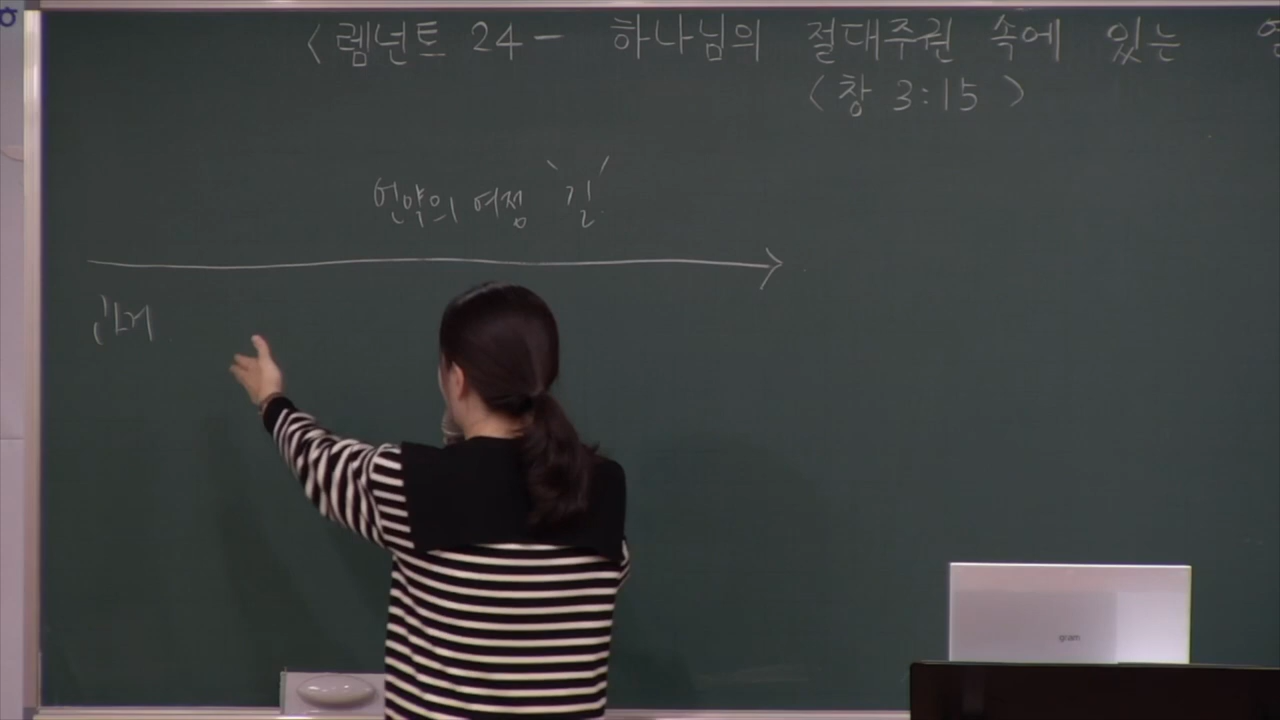 <렘넌트 24 - 하나님의 절대주권 속에 있는
<창 3:15>
언약의 여정 '길'
gram